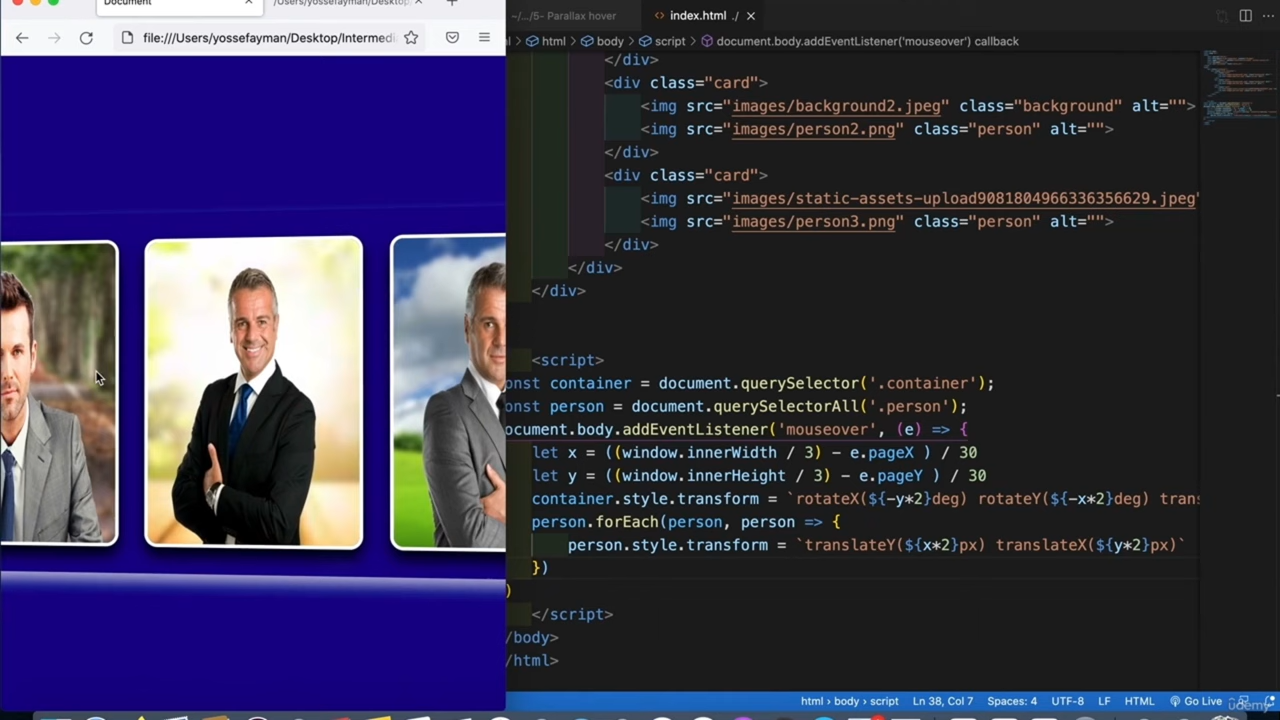 Document
/Users/yossefayman/Desktop/
file:///Users/yossefayman/Desktop/Intermedi
~/.../5- Parallax hover
index.html ./
html › body › script › document.body.addEventListener('mouseover') callback
</div>
<div class="card">
<img src="images/background2.jpeg" class="background" alt="">
<img src="images/person2.png" class="person" alt="">
</div>
<div class="card">
<img src="images/static-assets-upload9081804966336356629.jpeg"
<img src="images/person3.png" class="person" alt="">
</div>
</div>
</div>
<script>
onst container = document.querySelector('.container');
onst person = document.querySelectorAll('.person');
ocument.body.addEventListener('mouseover', (e) => {
let x = ((window.innerWidth / 3) - e.pageX ) / 30
let y = ((window.innerHeight / 3) - e.pageY ) / 30
container.style.transform = `rotateX(${-y*2}deg) rotateY(${-x*2}deg) trans
person.forEach(person, person => {
person.style.transform = `translateY(${x*2}px) translateX(${y*2}px)`
})
)
</script>
/body>
/html>
html › body › script Ln 38, Col 7 Spaces: 4 UTF-8 LF HTML Go Live
udemy